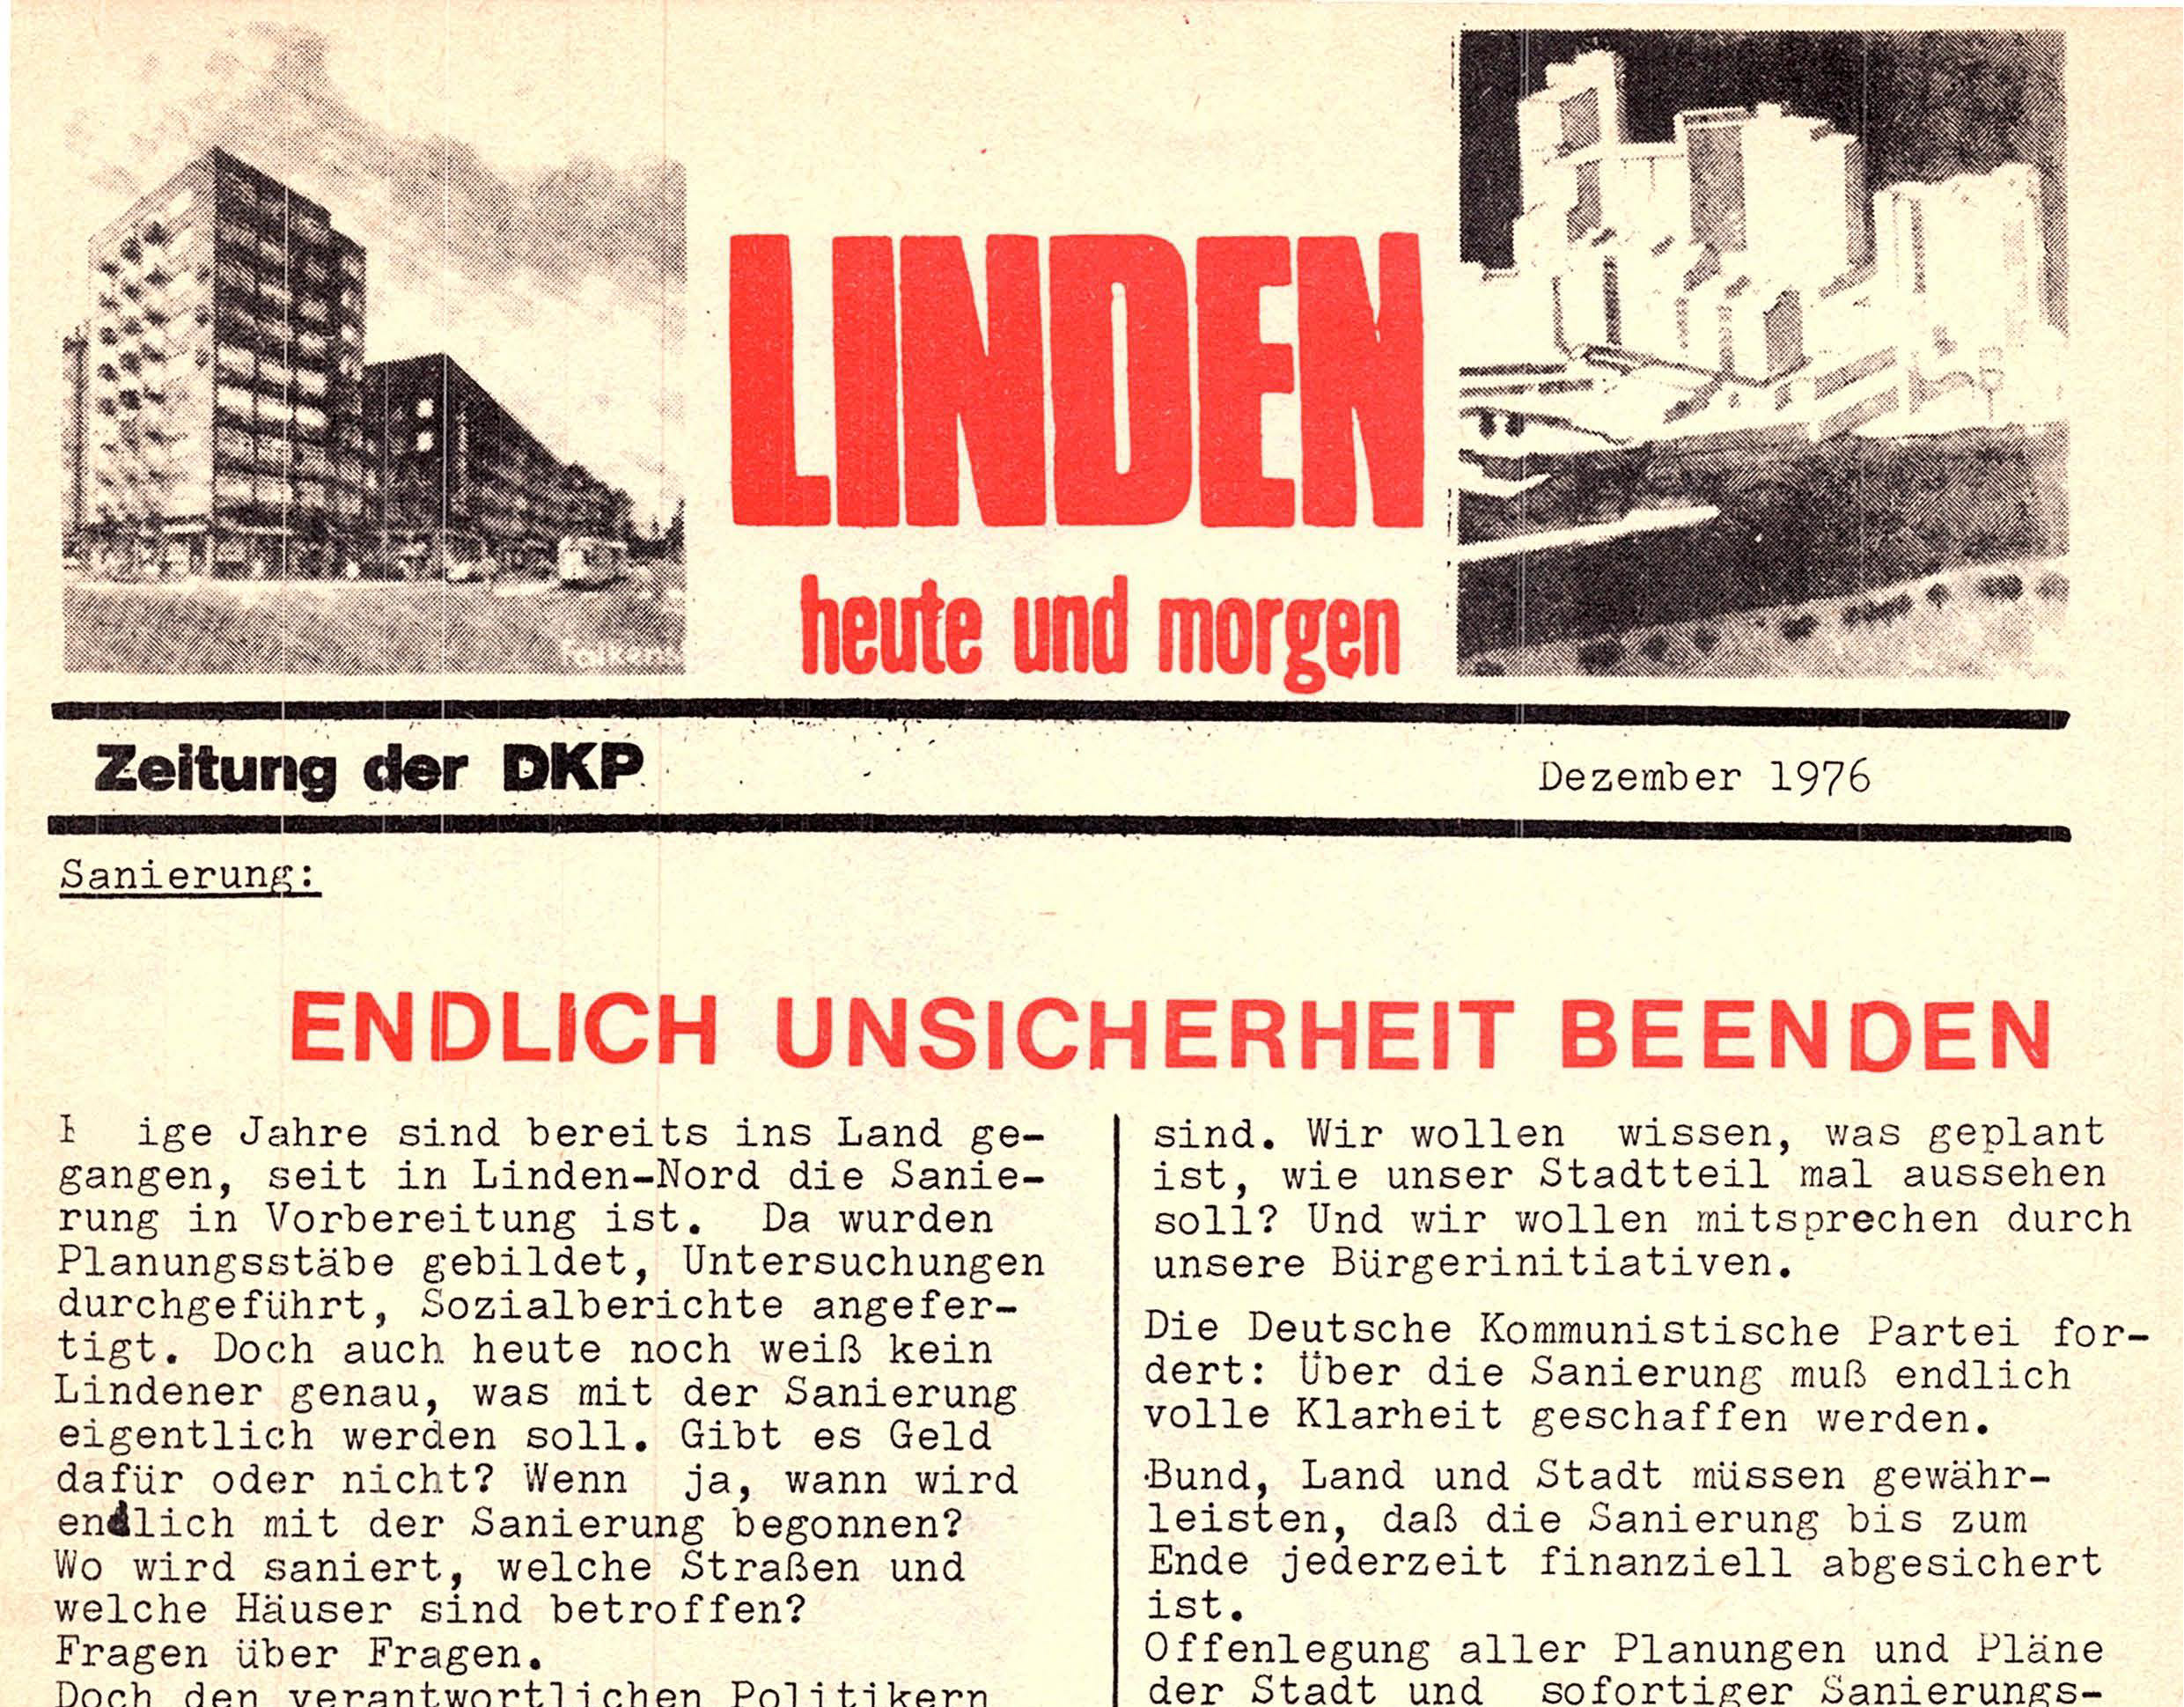 LINDEN
heute und morgen
Zeitung der DKP
Dezember 1976
Sanierung:
ENDLICH UNSICHERHEIT BEENDEN
ige Jahre sind bereits ins Land ge-
gangen, seit in Linden-Nord die Sanie-
rung in Vorbereitung ist. Da wurden
Planungsstäbe gebildet, Untersuchungen
durchgeführt, Sozialberichte angefer-
tigt. Doch auch heute noch weiß kein
Lindener genau, was mit der Sanierung
eigentlich werden soll. Gibt es Geld
dafür oder nicht? Wenn ja, wann wird
endlich mit der Sanierung begonnen?
Wo wird saniert, welche Straßen und
welche Häuser sind betroffen?
Fragen über Fragen.
Doch den verantwortlichen Politikern
sind. Wir wollen wissen, was geplant
ist, wie unser Stadtteil mal aussehen
soll? Und wir wollen mitsprechen durch
unsere Bürgerinitiativen.
Die Deutsche Kommunistische Partei for-
dert: Über die Sanierung muß endlich
volle Klarheit geschaffen werden.
Bund, Land und Stadt müssen gewähr-
leisten, daß die Sanierung bis zum
Ende jederzeit finanziell abgesichert
ist.
Offenlegung aller Planungen und Pläne
der Stadt und sofortiger Sanierungs-